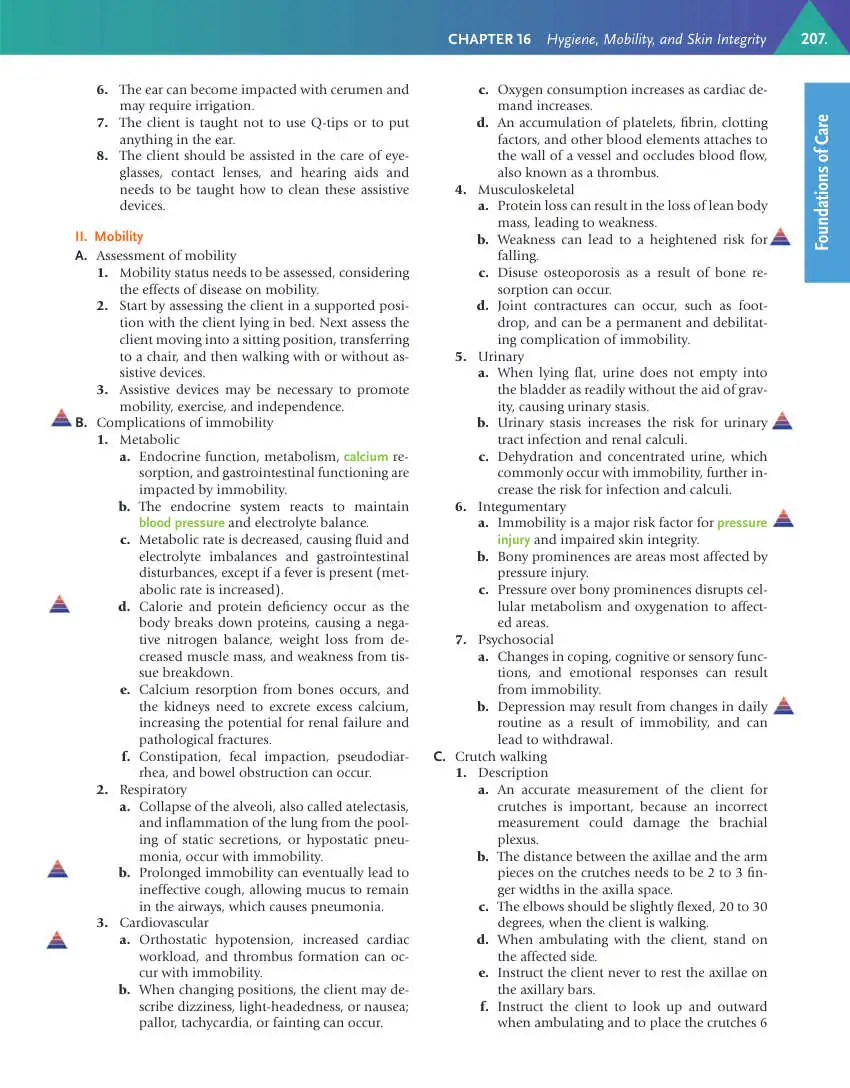 CHAPTER 16 Hygiene, Mobility, and Skin Integrity 207.
6. The ear can become impacted with cerumen and
may require irrigation.
7. The client is taught not to use Q-tips or to put
anything in the ear.
8. The client should be assisted in the care of eye-
glasses, contact lenses, and hearing aids and
needs to be taught how to clean these assistive
devices.
II. Mobility
A. Assessment of mobility
1. Mobility status needs to be assessed, considering
the effects of disease on mobility.
2. Start by assessing the client in a supported posi-
tion with the client lying in bed. Next assess the
client moving into a sitting position, transferring
to a chair, and then walking with or without as-
sistive devices.
3. Assistive devices may be necessary to promote
mobility, exercise, and independence.
B. Complications of immobility
1. Metabolic
a. Endocrine function, metabolism, calcium re-
sorption, and gastrointestinal functioning are
impacted by immobility.
b. The endocrine system reacts to maintain
blood pressure and electrolyte balance.
c. Metabolic rate is decreased, causing fluid and
electrolyte imbalances and gastrointestinal
disturbances, except if a fever is present (met-
abolic rate is increased).
d. Calorie and protein deficiency occur as the
body breaks down proteins, causing a nega-
tive nitrogen balance, weight loss from de-
creased muscle mass, and weakness from tis-
sue breakdown.
e. Calcium resorption from bones occurs, and
the kidneys need to excrete excess calcium,
increasing the potential for renal failure and
pathological fractures.
f. Constipation, fecal impaction, pseudodiar-
rhea, and bowel obstruction can occur.
2. Respiratory
a. Collapse of the alveoli, also called atelectasis,
and inflammation of the lung from the pool-
ing of static secretions, or hypostatic pneu-
monia, occur with immobility.
b. Prolonged immobility can eventually lead to
ineffective cough, allowing mucus to remain
in the airways, which causes pneumonia.
3. Cardiovascular
a. Orthostatic hypotension, increased cardiac
workload, and thrombus formation can oc-
cur with immobility.
b. When changing positions, the client may de-
scribe dizziness, light-headedness, or nausea;
pallor, tachycardia, or fainting can occur.
c. Oxygen consumption increases as cardiac de-
mand increases.
d. An accumulation of platelets, fibrin, clotting
factors, and other blood elements attaches to
the wall of a vessel and occludes blood flow,
also known as a thrombus.
4. Musculoskeletal
a. Protein loss can result in the loss of lean body
mass, leading to weakness.
b. Weakness can lead to a heightened risk for
falling.
c. Disuse osteoporosis as a result of bone re-
sorption can occur.
d. Joint contractures can occur, such as foot-
drop, and can be a permanent and debilitat-
ing complication of immobility.
5. Urinary
a. When lying flat, urine does not empty into
the bladder as readily without the aid of grav-
ity, causing urinary stasis.
b. Urinary stasis increases the risk for urinary
tract infection and renal calculi.
c. Dehydration and concentrated urine, which
commonly occur with immobility, further in-
crease the risk for infection and calculi.
6. Integumentary
a. Immobility is a major risk factor for pressure
injury and impaired skin integrity.
b. Bony prominences are areas most affected by
pressure injury.
c. Pressure over bony prominences disrupts cel-
lular metabolism and oxygenation to affect-
ed areas.
7. Psychosocial
a. Changes in coping, cognitive or sensory func-
tions, and emotional responses can result
from immobility.
b. Depression may result from changes in daily
routine as a result of immobility, and can
lead to withdrawal.
C. Crutch walking
1. Description
a. An accurate measurement of the client for
crutches is important, because an incorrect
measurement could damage the brachial
plexus.
b. The distance between the axillae and the arm
pieces on the crutches needs to be 2 to 3 fin-
ger widths in the axilla space.
c. The elbows should be slightly flexed, 20 to 30
degrees, when the client is walking.
d. When ambulating with the client, stand on
the affected side.
e. Instruct the client never to rest the axillae on
the axillary bars.
f. Instruct the client to look up and outward
when ambulating and to place the crutches 6
Foundations of Care